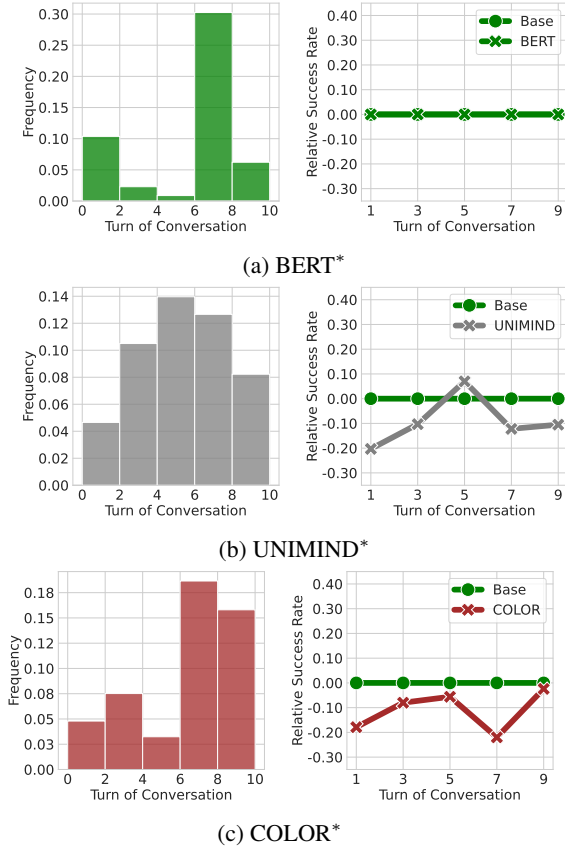 0.30
0.25
0.20
0.15
0.10
0.05
0.00
Frequency
0 2 4 6 8 10
Turn of Conversation
0.40
0.30
0.20
0.10
0.00
-0.10
-0.20
-0.30
Relative Success Rate
Base
BERT
1 3 5 7 9
Turn of Conversation
(a) BERT*
0.14
0.12
0.10
0.08
0.06
0.04
0.02
0.00
Frequency
0 2 4 6 8 10
Turn of Conversation
0.40
0.30
0.20
0.10
0.00
-0.10
-0.20
-0.30
Relative Success Rate
Base
UNIMIND
1 3 5 7 9
Turn of Conversation
(b) UNIMIND*
0.18
0.15
0.12
0.10
0.08
0.05
0.03
0.00
Frequency
0 2 4 6 8 10
Turn of Conversation
0.40
0.30
0.20
0.10
0.00
-0.10
-0.20
-0.30
Relative Success Rate
Base
COLOR
1 3 5 7 9
Turn of Conversation
(c) COLOR*